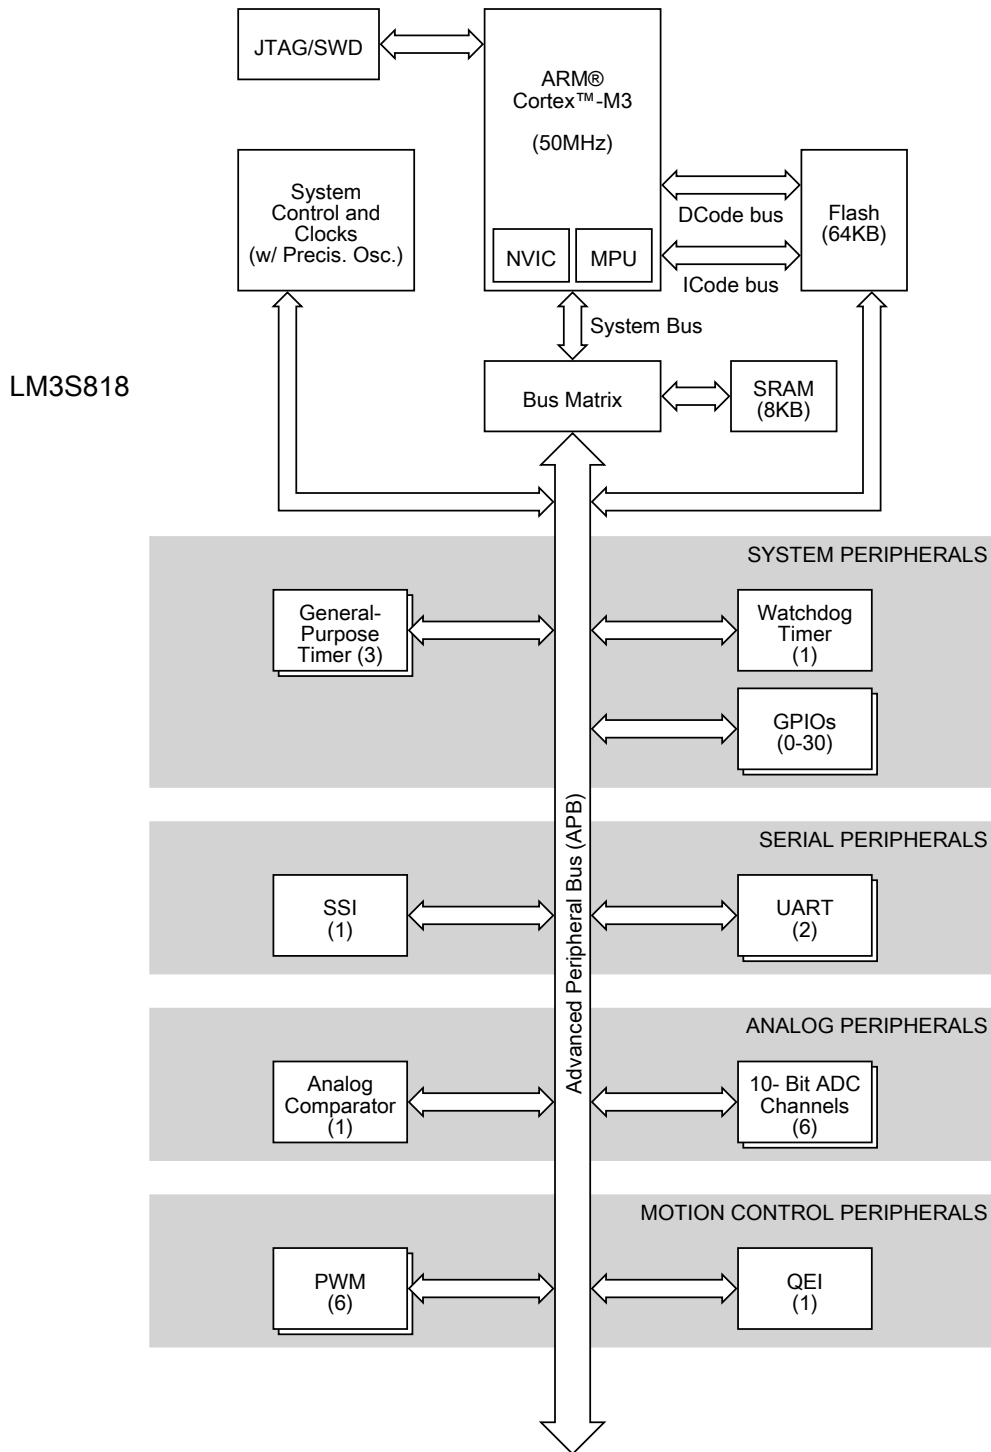 JTAG/SWD
ARM®
Cortex™-M3
(50MHz)
NVIC
MPU
System
Control and
Clocks
(w/ Precis. Osc.)
DCode bus
ICode bus
Flash
(64KB)
System Bus
LM3S818
Bus Matrix
SRAM
(8KB)
SYSTEM PERIPHERALS
General-
Purpose
Timer (3)
Watchdog
Timer
(1)
GPIOs
(0-30)
Advanced Peripheral Bus (APB)
SERIAL PERIPHERALS
SSI
(1)
UART
(2)
ANALOG PERIPHERALS
Analog
Comparator
(1)
10- Bit ADC
Channels
(6)
MOTION CONTROL PERIPHERALS
PWM
(6)
QEI
(1)